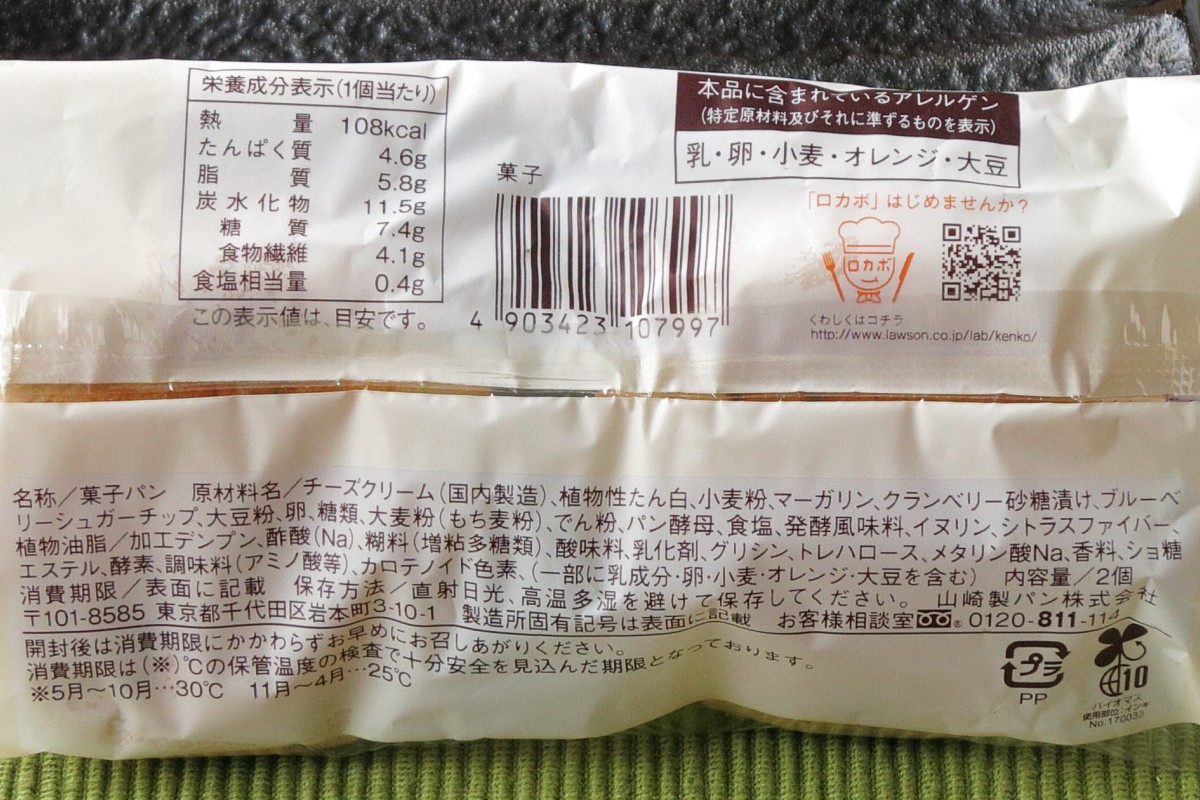 栄養成分表示(1個当たり)
熱量 108kcal
たんぱく質 4.6g
脂質 5.8g
炭水化物 11.5g
糖質 7.4g
食物繊維 4.1g
食塩相当量 0.4g
この表示値は、目安です。
菓子
4 903423 107997
本品に含まれているアレルゲン
(特定原材料及びそれに準ずるものを表示)
乳・卵・小麦・オレンジ・大豆
「ロカボ」はじめませんか?
ロカボ
くわしくはコチラ
http://www.lawson.co.jp/lab/kenko/
名称/菓子パン 原材料名/チーズクリーム(国内製造)、植物性たん白、小麦粉、マーガリン、クランベリー砂糖漬け、ブルーベ
リーシュガーチップ、大豆粉、卵、糖類、大麦粉(もち麦粉)、でん粉、パン酵母、食塩、発酵風味料、イヌリン、シトラスファイバー、
植物油脂/加工デンプン、酢酸(Na)、糊料(増粘多糖類)、酸味料、乳化剤、グリシン、トレハロース、メタリン酸Na、香料、ショ糖
エステル、酵素、調味料(アミノ酸等)、カロテノイド色素、(一部に乳成分・卵・小麦・オレンジ・大豆を含む) 内容量/2個
消費期限/表面に記載 保存方法/直射日光、高温多湿を避けて保存してください。 山崎製パン株式会社
〒101-8585 東京都千代田区岩本町3-10-1 製造所固有記号は表面に記載 お客様相談室 0120-811-114
開封後は消費期限にかかわらずお早めにお召しあがりください。
消費期限は(※)℃の保管温度の検査で十分安全を見込んだ期限となっております。
※5月～10月…30℃ 11月～4月…25℃
プラ
PP
10
バイオマス
使用部位:インキ
No.170033